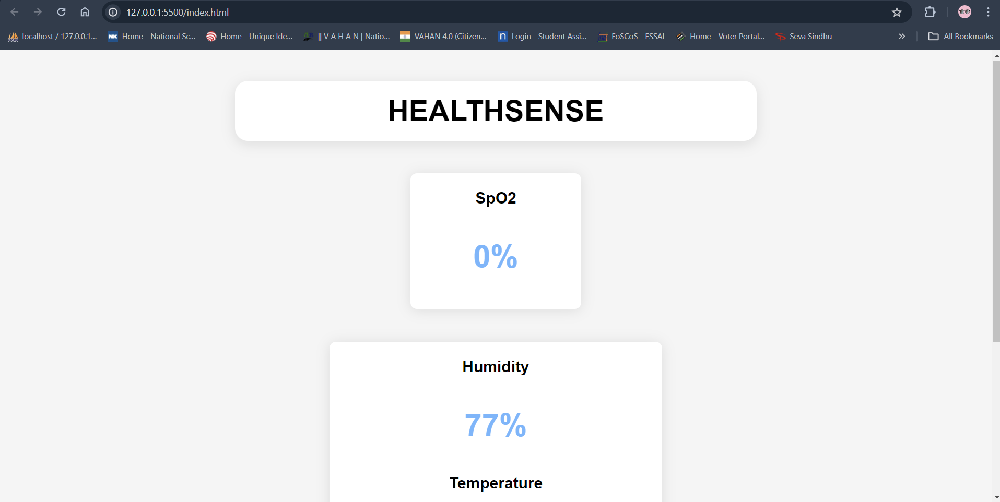 127.0.0.1:5500/index.html
localhost / 127.0.0.1... NK Home - National Sc... Home - Unique Ide... || V A H A N | Natio... VAHAN 4.0 (Citizen... n Login - Student Assi... FoSCoS - FSSAI Home - Voter Portal... Seva Sindhu » All Bookmarks
HEALTHSENSE
SpO2
0%
Humidity
77%
Temperature